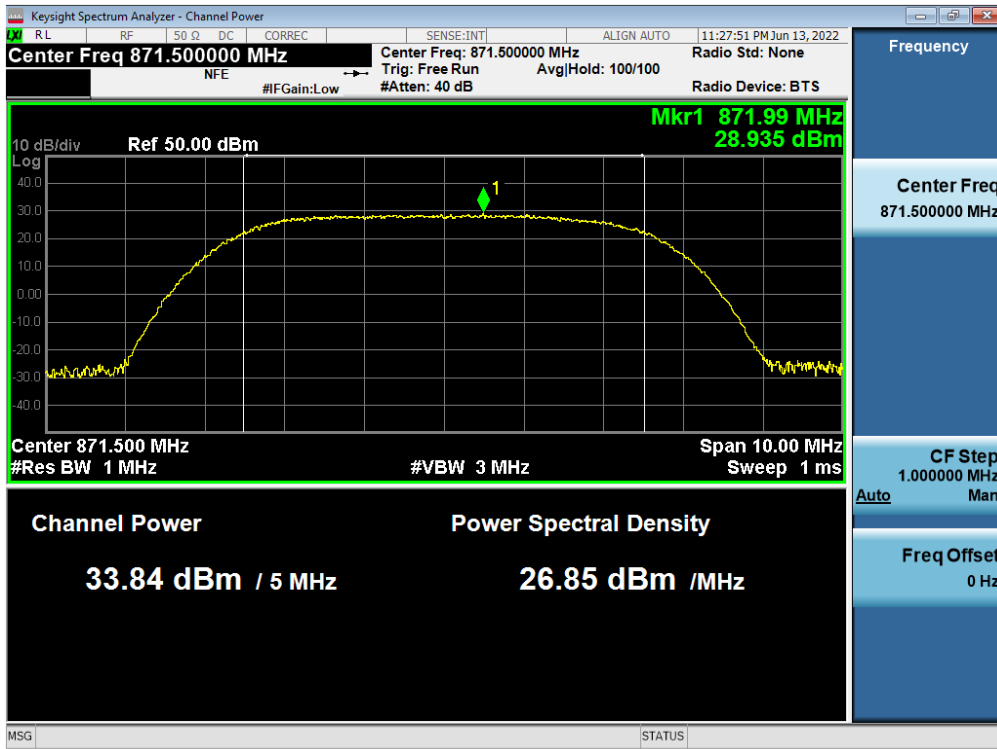 Keysight Spectrum Analyzer - Channel Power
LXI RL RF 50 Ω DC CORREC SENSE:INT ALIGN AUTO 11:27:51 PM Jun 13, 2022
Center Freq 871.500000 MHz
NFE
#IFGain:Low
Center Freq: 871.500000 MHz
Trig: Free Run Avg|Hold: 100/100
#Atten: 40 dB
Radio Std: None
Radio Device: BTS
Frequency
Mkr1 871.99 MHz
28.935 dBm
10 dB/div Ref 50.00 dBm
Log
40.0
30.0
20.0
10.0
0.00
-10.0
-20.0
-30.0
-40.0
1
Center 871.500 MHz Span 10.00 MHz
#Res BW 1 MHz #VBW 3 MHz Sweep 1 ms
Channel Power Power Spectral Density
33.84 dBm / 5 MHz 26.85 dBm /MHz
Center Freq
871.500000 MHz
CF Step
1.000000 MHz
Auto Man
Freq Offset
0 Hz
MSG STATUS